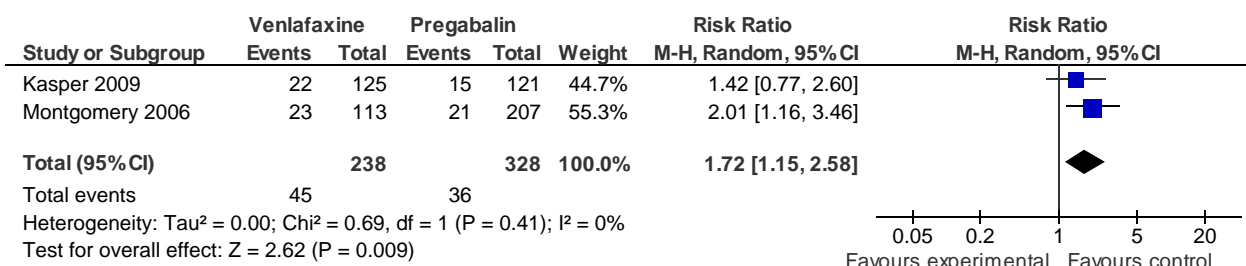 Venlafaxine Pregabalin Risk Ratio Risk Ratio
Study or Subgroup Events Total Events Total Weight M-H, Random, 95% CI M-H, Random, 95% CI
Kasper 2009 22 125 15 121 44.7% 1.42 [0.77, 2.60]
Montgomery 2006 23 113 21 207 55.3% 2.01 [1.16, 3.46]
Total (95% CI) 238 328 100.0% 1.72 [1.15, 2.58]
Total events 45 36
Heterogeneity: Tau² = 0.00; Chi² = 0.69, df = 1 (P = 0.41); I² = 0%
Test for overall effect: Z = 2.62 (P = 0.009)
0.05 0.2 1 5 20
Favours experimental Favours control